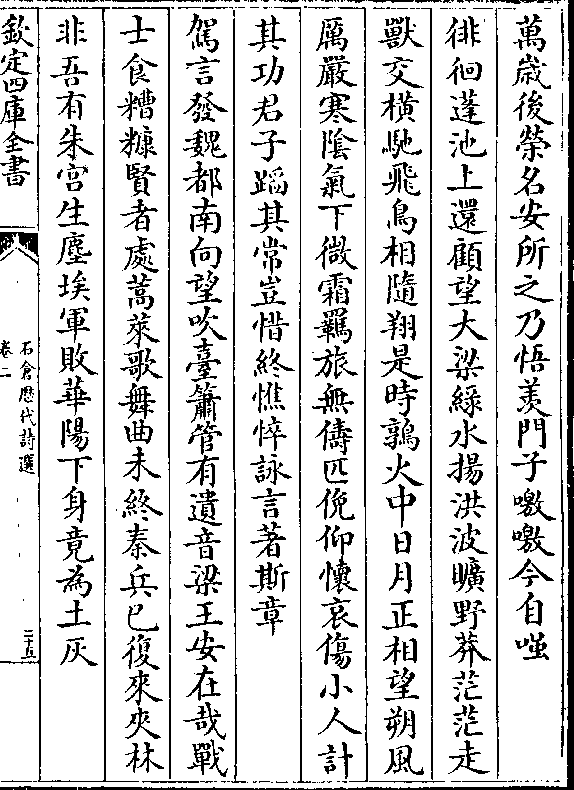 萬歳後榮名安所之乃悟羨門子噭噭今自嗤
徘徊蓬池上還顧望大梁緑水揚洪波曠野莽茫茫走
獸交橫馳飛鳥相隨翔是時鶉火中日月正相望朔風
厲嚴寒隂氣下微霜羈旅無儔匹俛仰懷哀傷小人計
其功君子蹈其常豈惜終憔悴詠言著斯章
駕言發魏都南向望吹臺簫管有遺音梁王安在哉戰
士食糟糠賢者處蒿萊歌舞曲未終秦兵已復來夾林
非吾有朱宮生塵埃軍敗華陽下身竟為土灰
欽定四庫全書
石倉歴代詩選
卷二
二十五